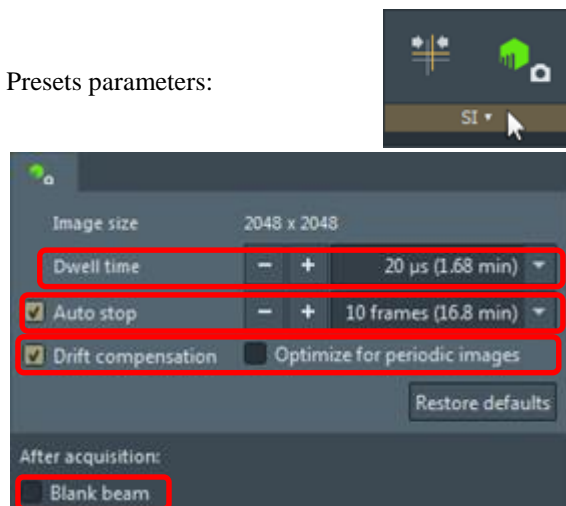 Presets parameters:
SI
Image size 2048 x 2048
Dwell time - + 20 µs (1.68 min)
Auto stop - + 10 frames (16.8 min)
Drift compensation Optimize for periodic images
Restore defaults
After acquisition:
Blank beam